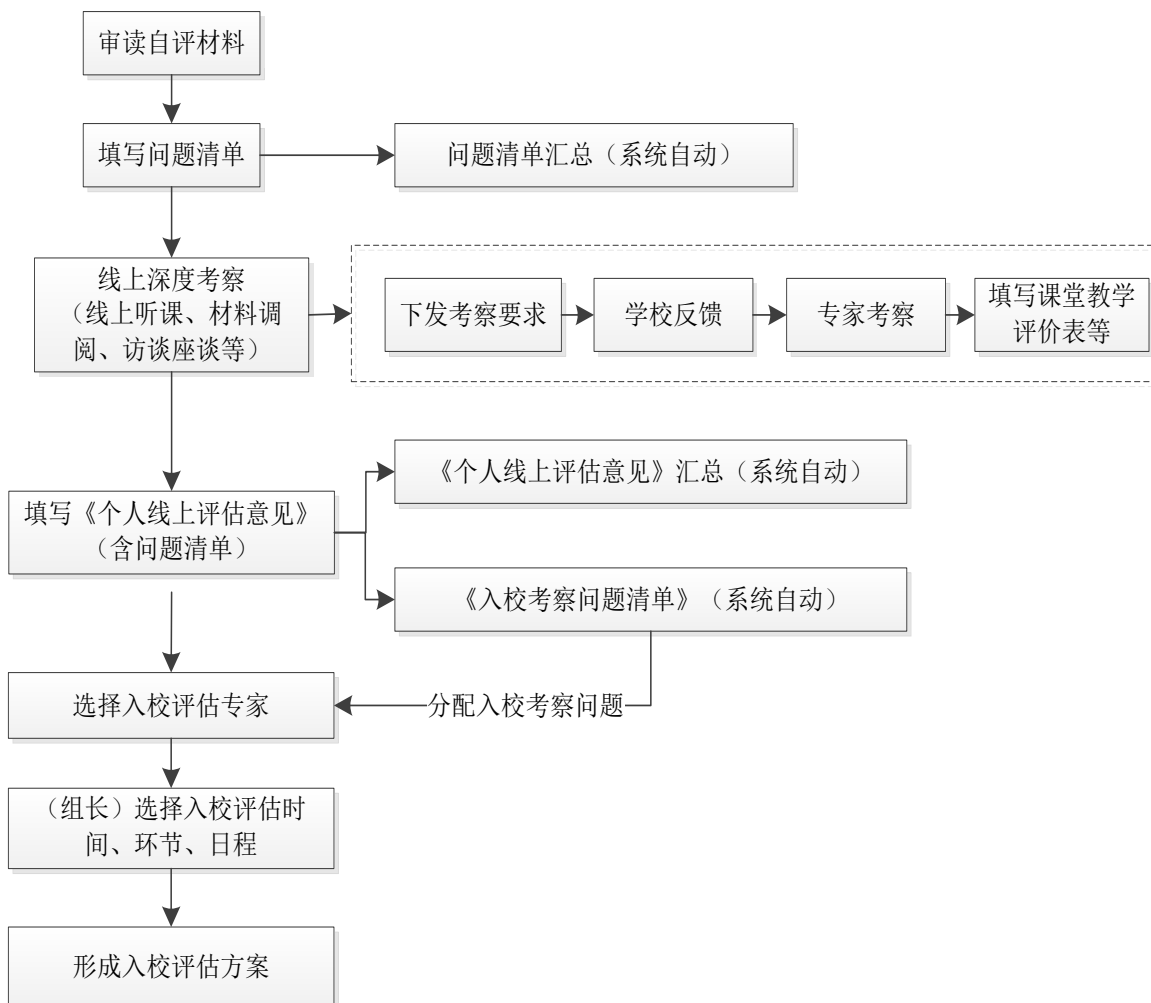 审读自评材料
填写问题清单
问题清单汇总（系统自动）
线上深度考察
（线上听课、材料调
阅、访谈座谈等）
下发考察要求
学校反馈
专家考察
填写课堂教学
评价表等
《个人线上评估意见》汇总（系统自动）
填写《个人线上评估意见》
（含问题清单）
《入校考察问题清单》（系统自动）
选择入校评估专家
分配入校考察问题
（组长）选择入校评估时
间、环节、日程
形成入校评估方案